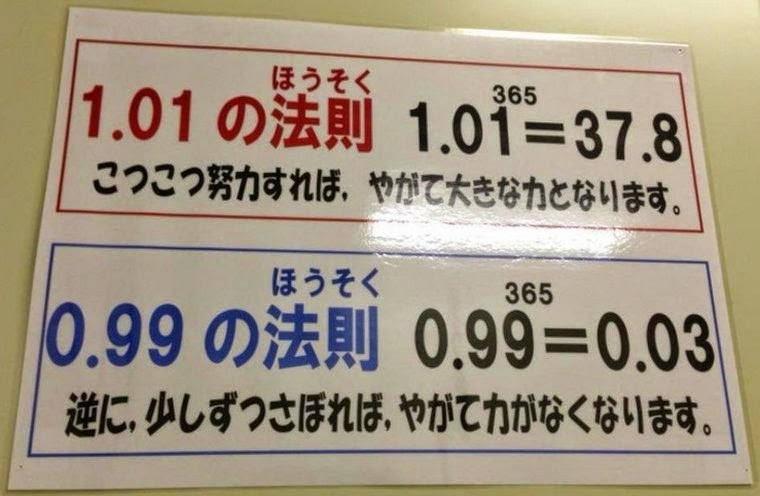 ほうそく
1.01 の法則 1.01³⁶⁵=37.8
こつこつ努力すれば，やがて大きな力となります。
ほうそく
0.99 の法則 0.99³⁶⁵=0.03
逆に，少しずつさぼれば，やがて力がなくなります。